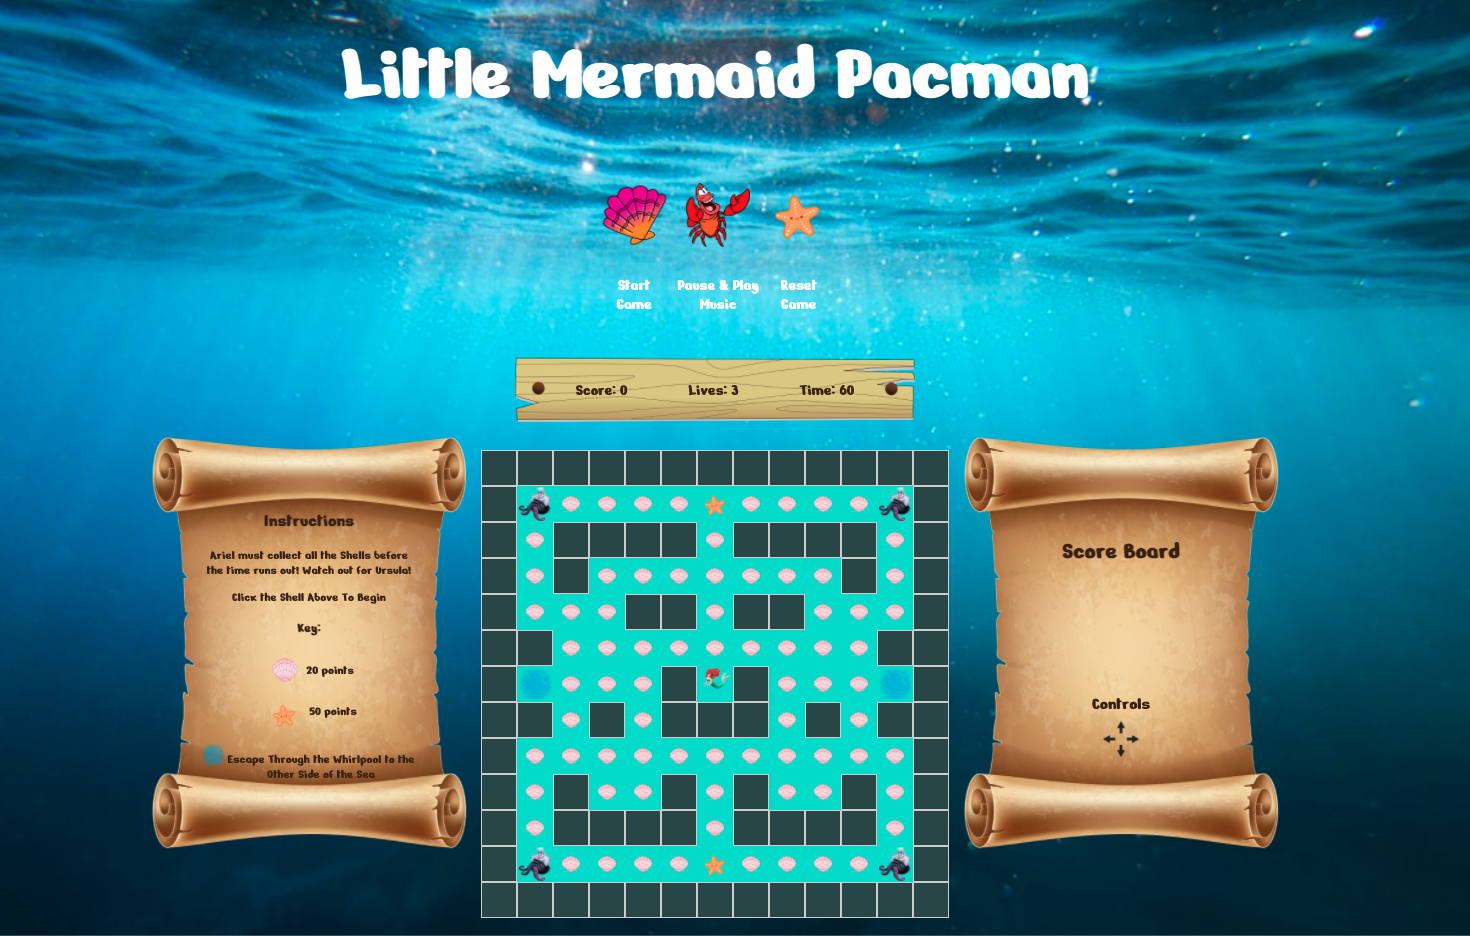 Little Mermaid Pacman
Start
Game
Pause & Play
Music
Reset
Game
Score: 0
Lives: 3
Time: 60
Instructions
Ariel must collect all the Shells before
the time runs out! Watch out for Ursula!
Click the Shell Above To Begin
Key:
20 points
50 points
Escape Through the Whirlpool to the
Other Side of the Sea
Score Board
Controls